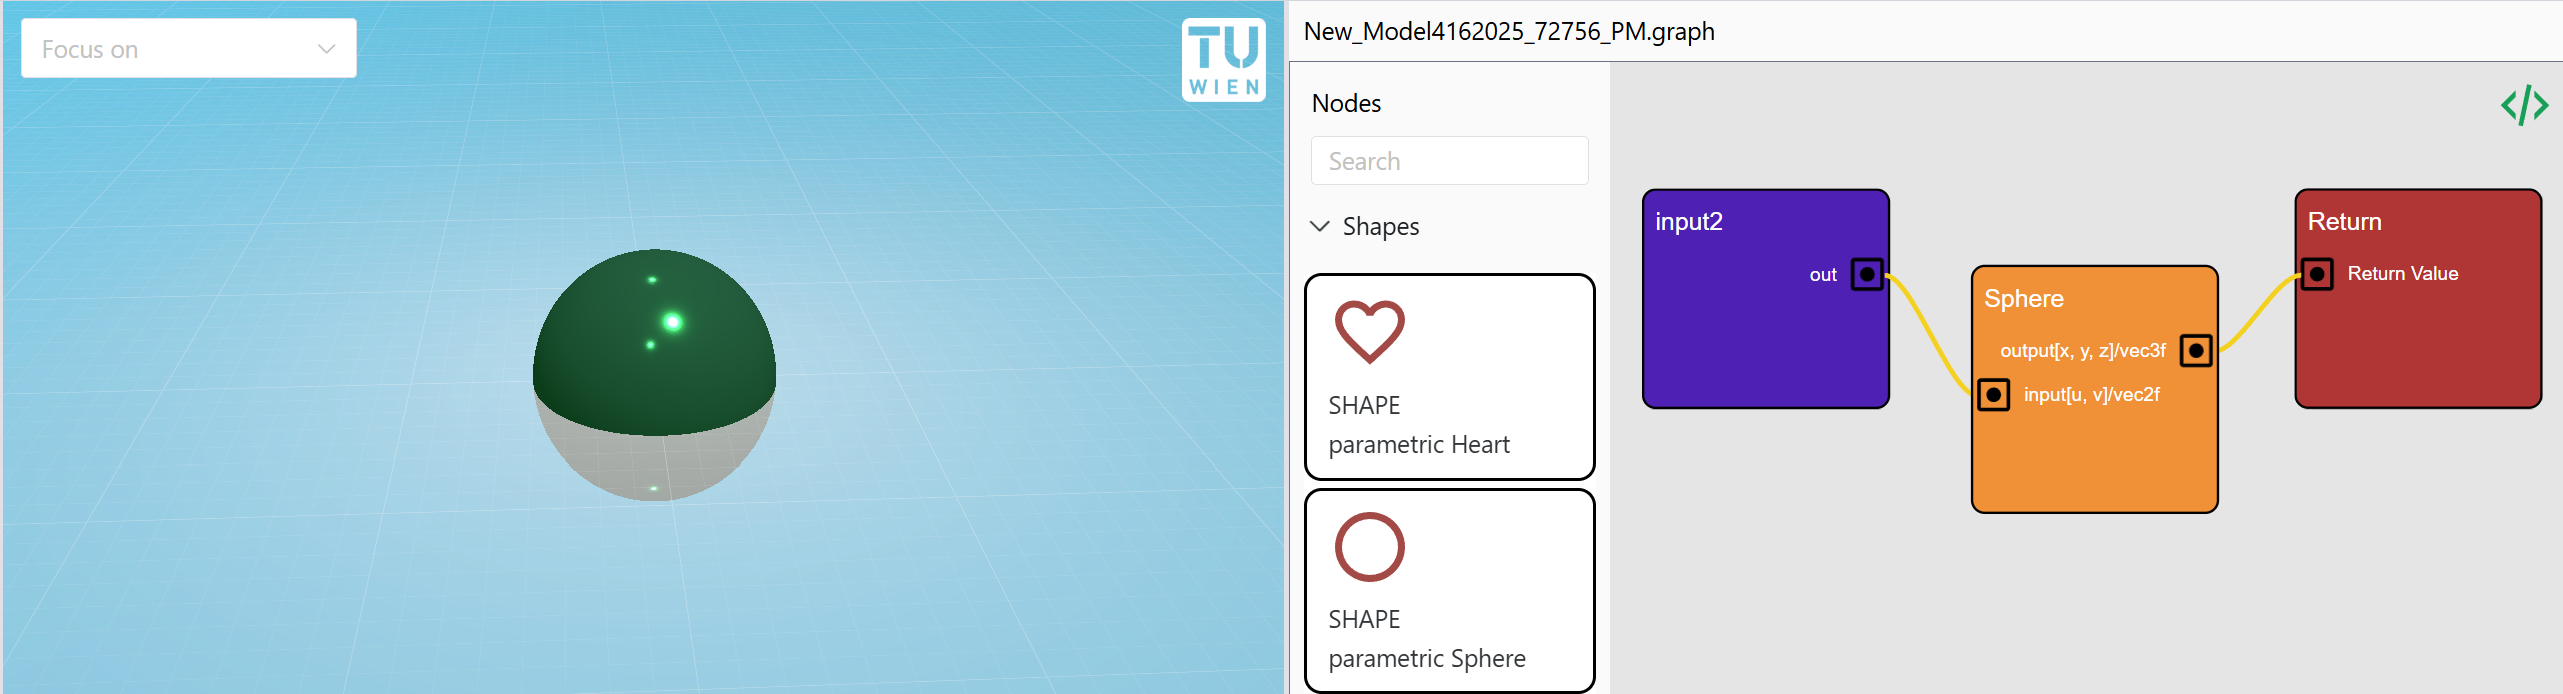 Focus on
TU
WIEN
New_Model4162025_72756_PM.graph
Nodes
Search
Shapes
SHAPE
parametric Heart
SHAPE
parametric Sphere
input2
out
Sphere
output[x, y, z]/vec3f
input[u, v]/vec2f
Return
Return Value